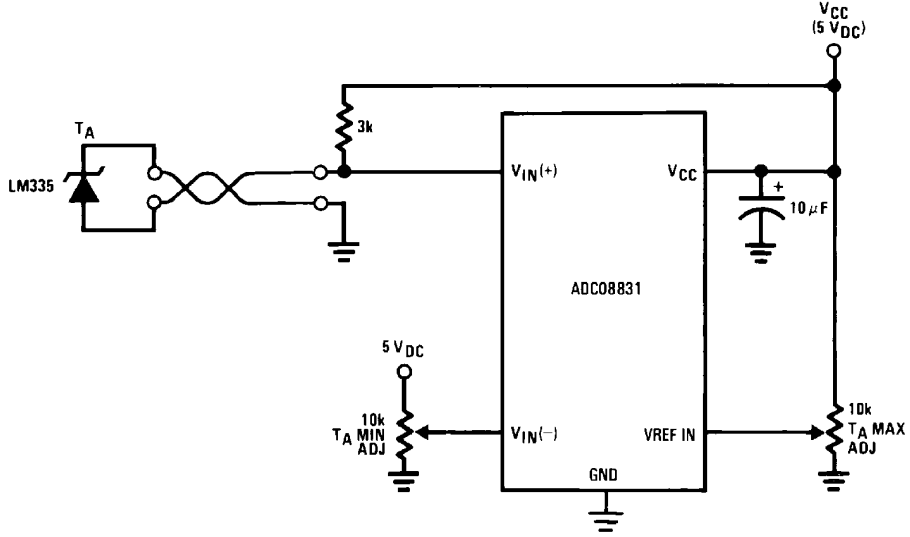 VCC
(5 VDC)
TA
LM335
3k
VIN(+)
VCC
+
10 µF
ADC08831
5 VDC
10k
TA MIN
ADJ
VIN(−)
VREF IN
10k
TA MAX
ADJ
GND